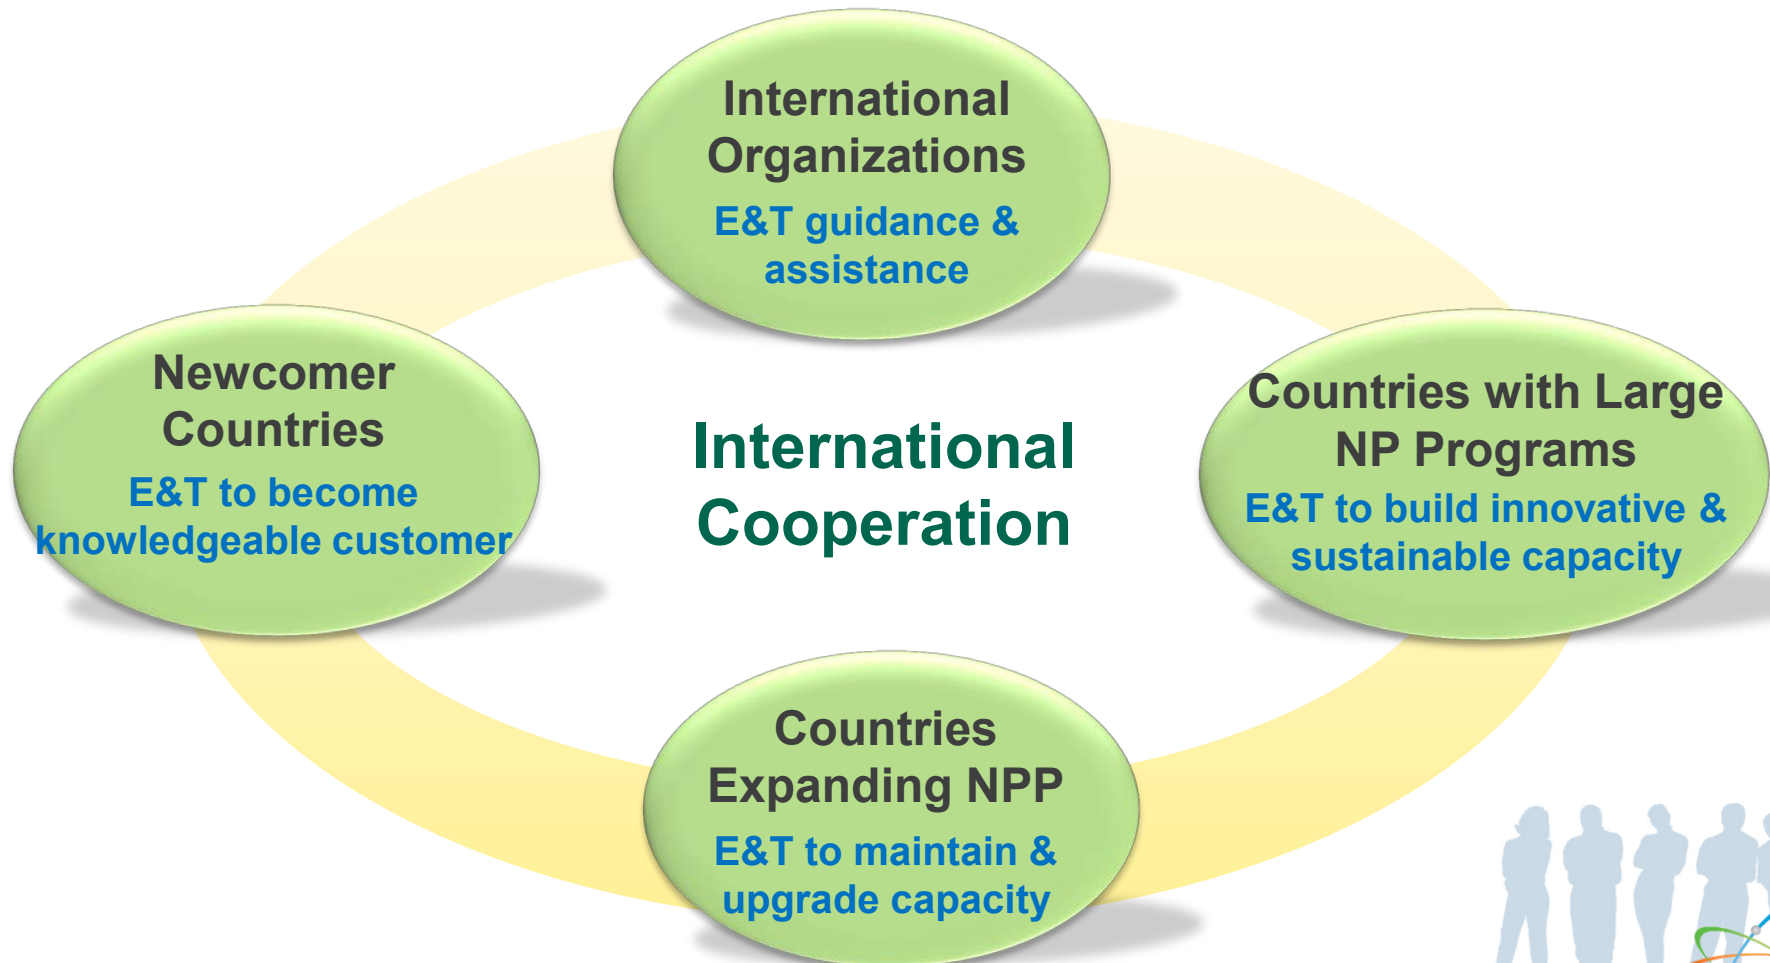 International
Organizations
E&T guidance &
assistance
Newcomer
Countries
E&T to become
knowledgeable customer
International
Cooperation
Countries with Large
NP Programs
E&T to build innovative &
sustainable capacity
Countries
Expanding NPP
E&T to maintain &
upgrade capacity